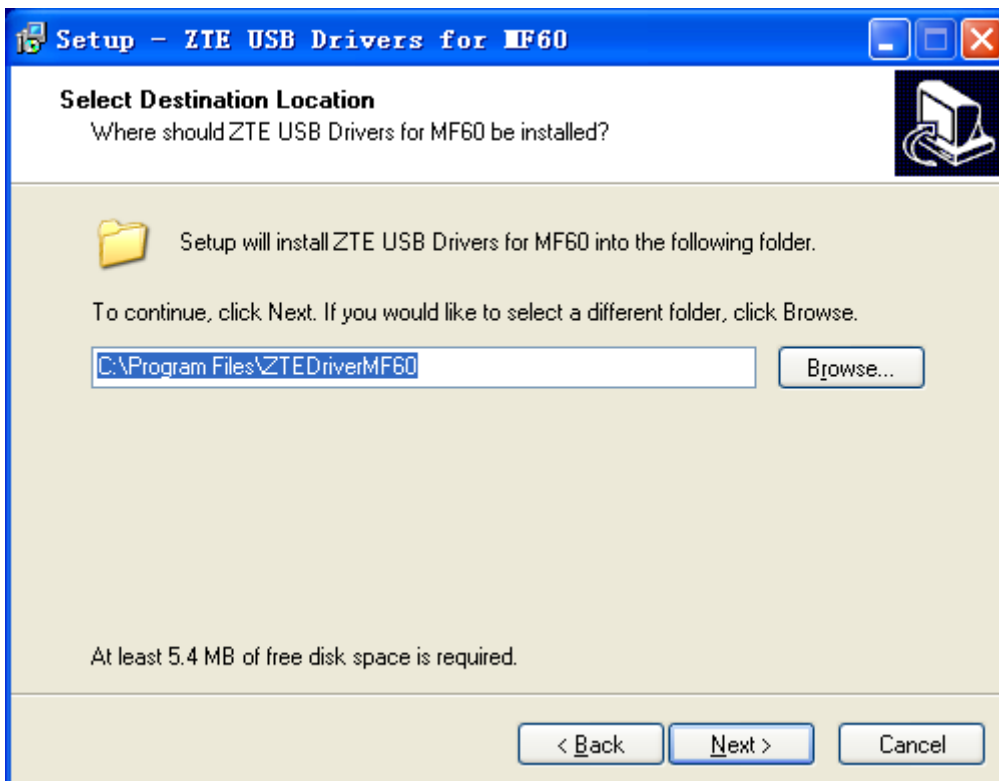 Setup - ZTE USB Drivers for MF60
Select Destination Location
Where should ZTE USB Drivers for MF60 be installed?
Setup will install ZTE USB Drivers for MF60 into the following folder.
To continue, click Next. If you would like to select a different folder, click Browse.
C:\Program Files\ZTEDriverMF60
Browse...
At least 5.4 MB of free disk space is required.
< Back
Next >
Cancel